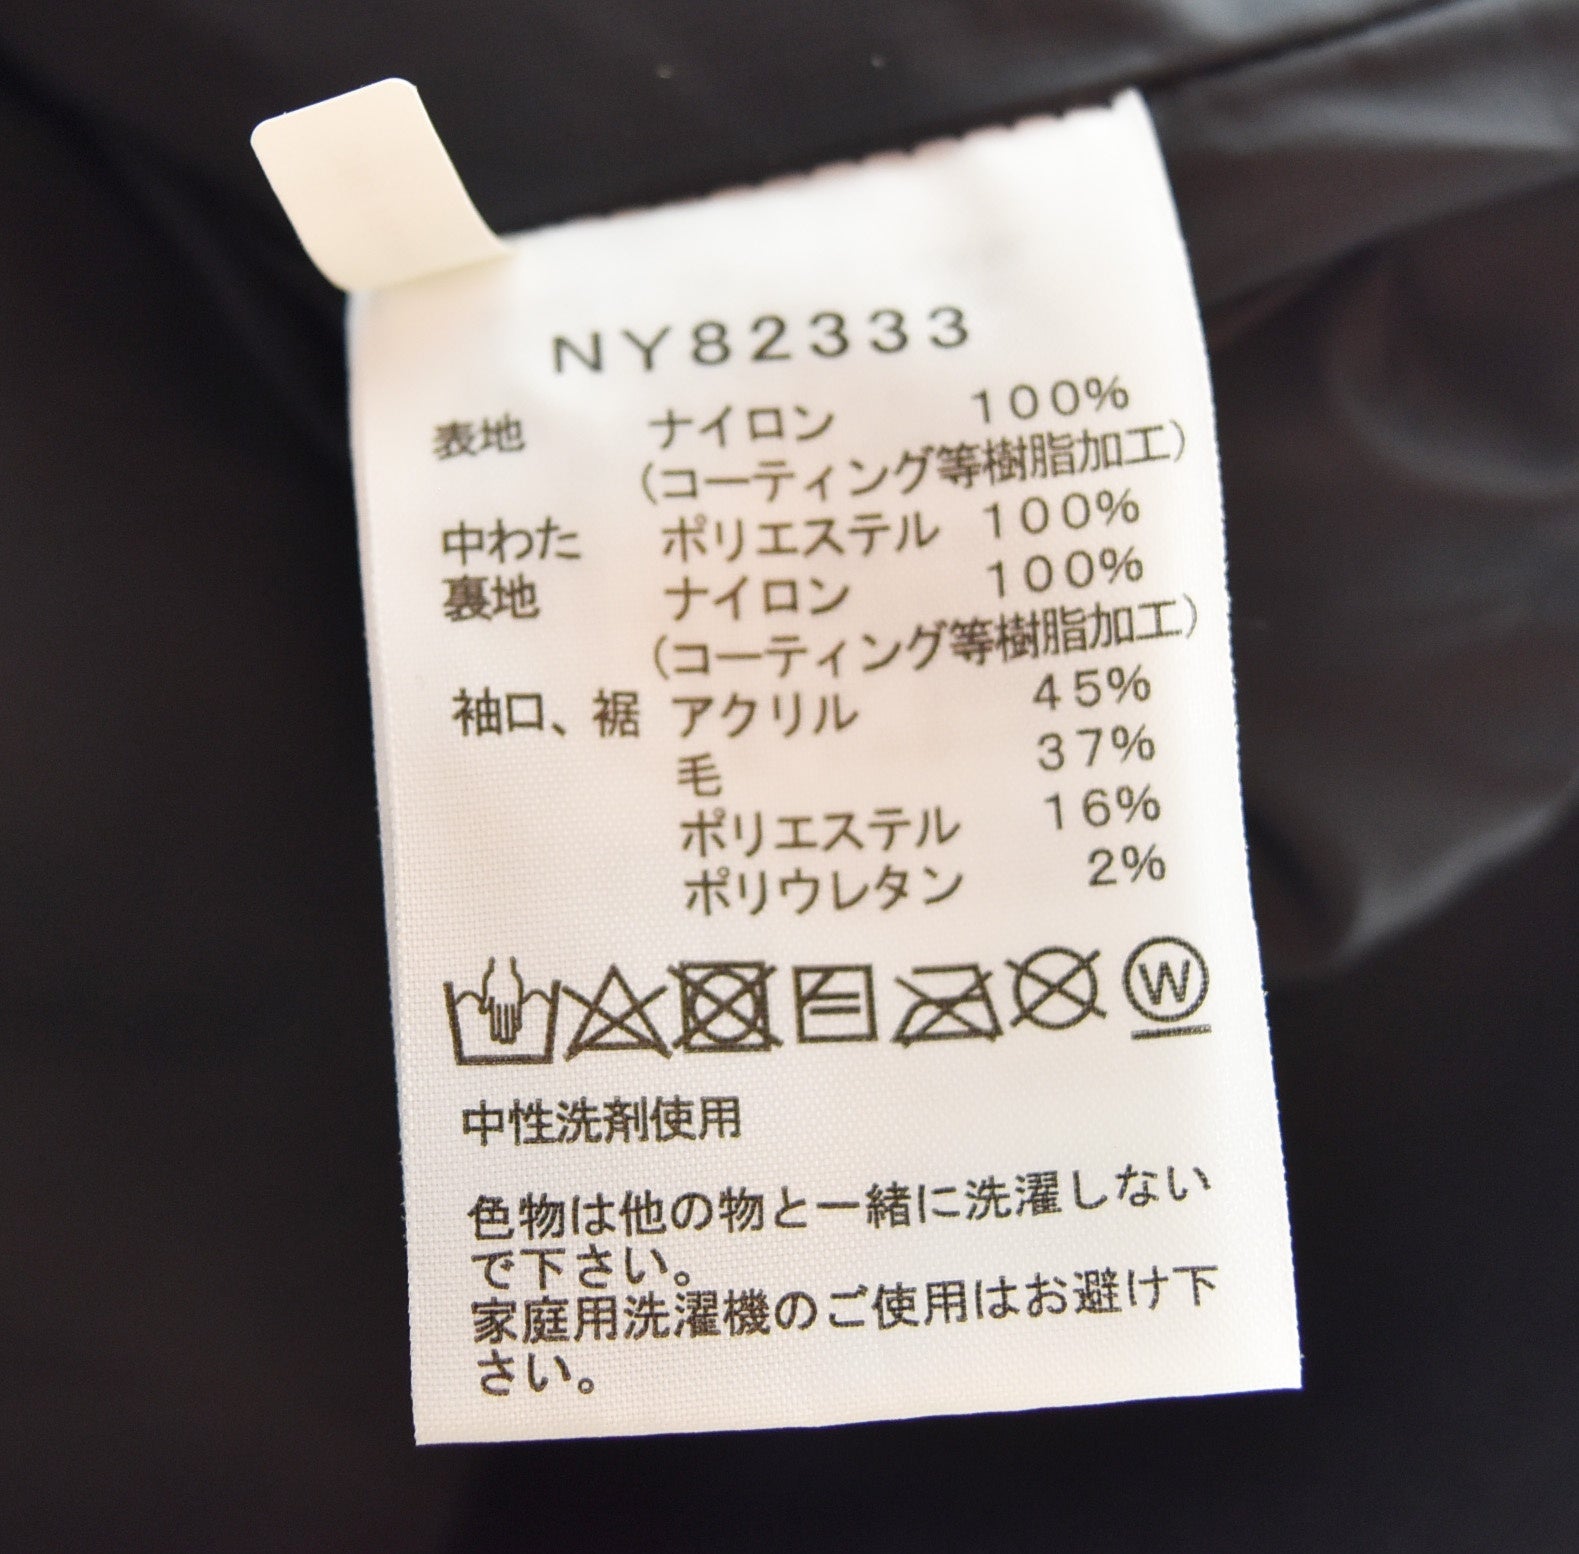 NY82333
表地 ナイロン 100%
(コーティング等樹脂加工)
中わた ポリエステル 100%
裏地 ナイロン 100%
(コーティング等樹脂加工)
袖口、裾 アクリル 45%
毛 37%
ポリエステル 16%
ポリウレタン 2%
W
中性洗剤使用
色物は他の物と一緒に洗濯しない
で下さい。
家庭用洗濯機のご使用はお避け下
さい。